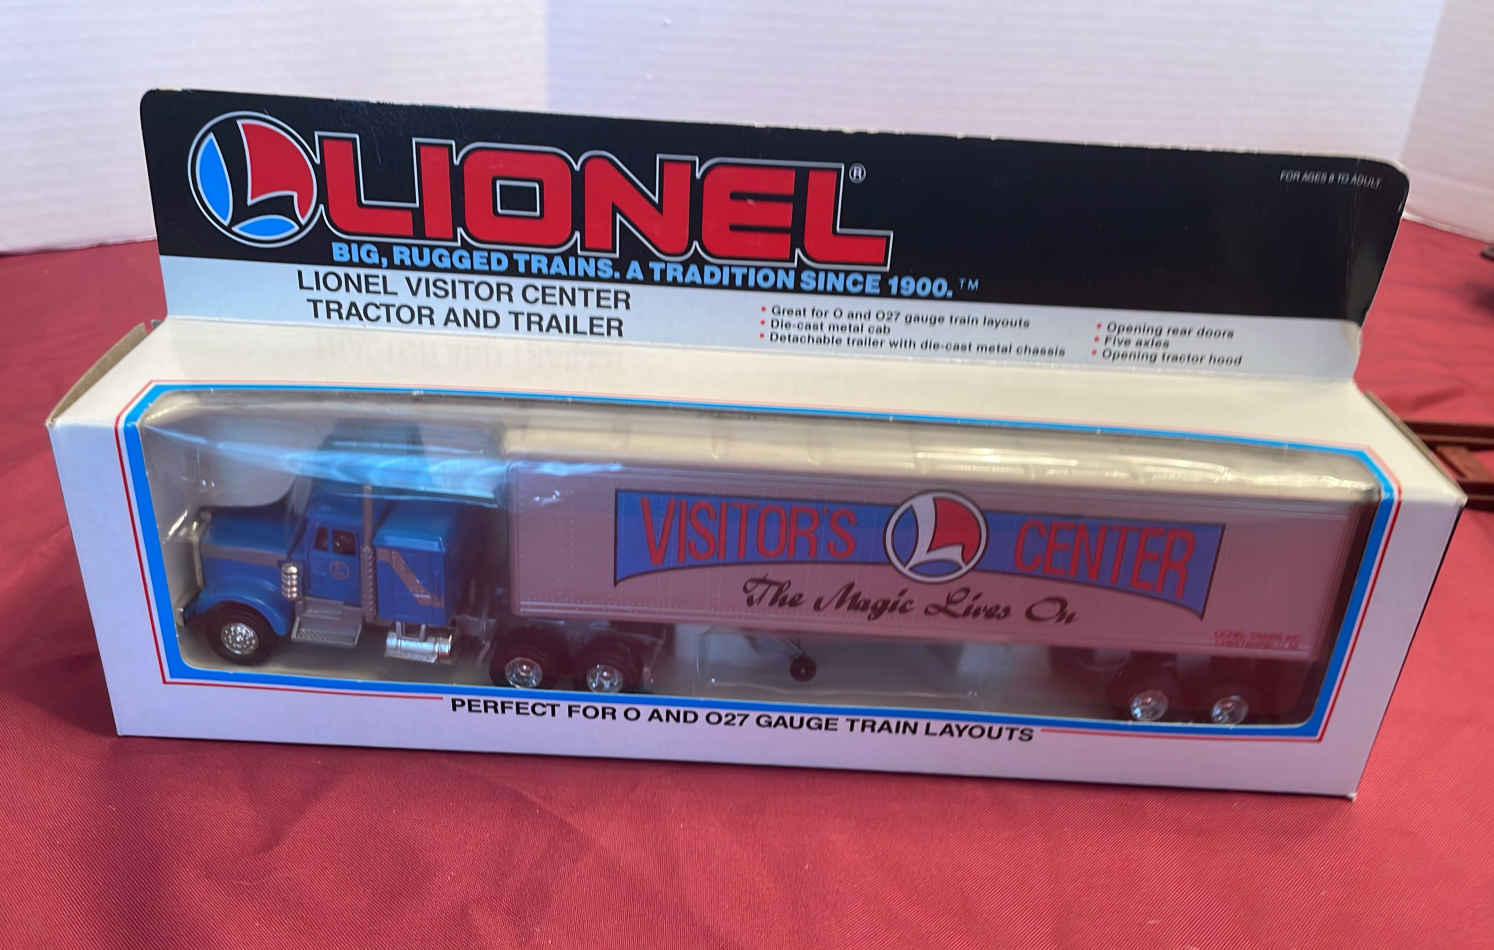 LIONEL®
BIG, RUGGED TRAINS. A TRADITION SINCE 1900.™
FOR AGES 8 TO ADULT
LIONEL VISITOR CENTER
TRACTOR AND TRAILER
• Great for O and O27 gauge train layouts
• Die-cast metal cab
• Detachable trailer with die-cast metal chassis
• Opening rear doors
• Five axles
• Opening tractor hood
VISITOR'S L CENTER
The Magic Lives On
PERFECT FOR O AND O27 GAUGE TRAIN LAYOUTS